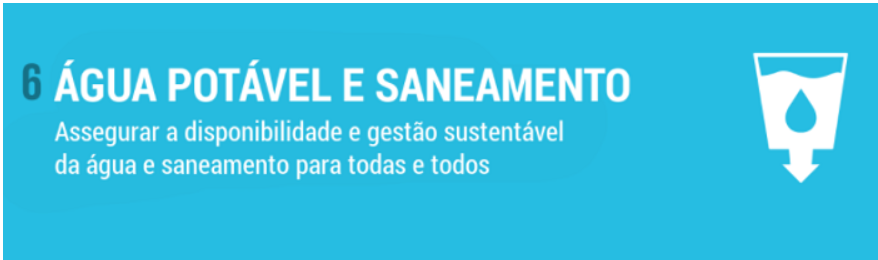 6 ÁGUA POTÁVEL E SANEAMENTO
Assegurar a disponibilidade e gestão sustentável
da água e saneamento para todas e todos